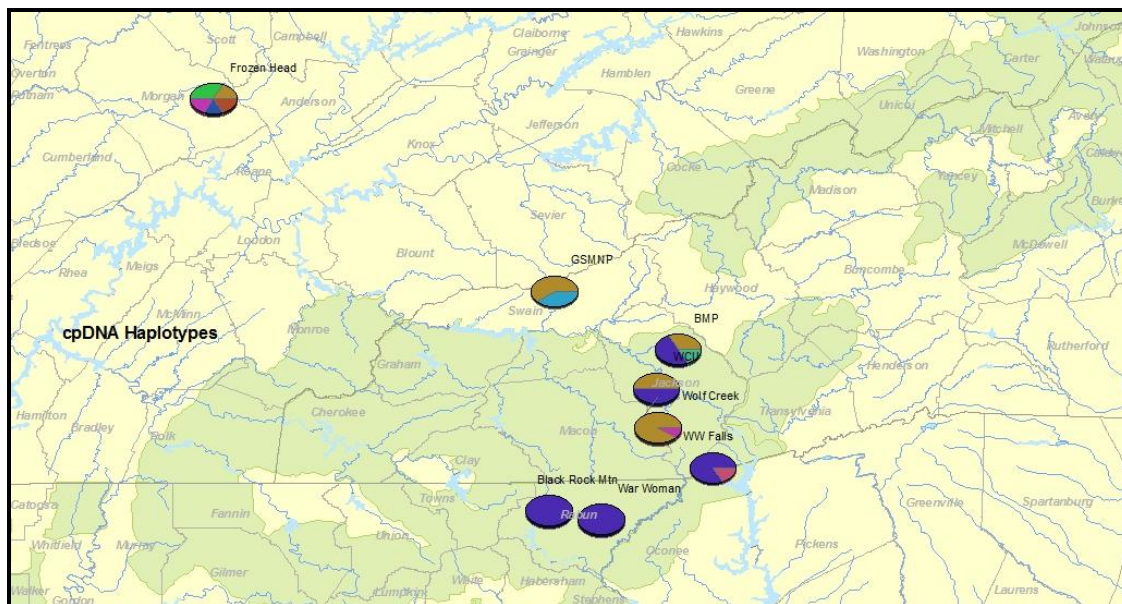 Fentress
Scott
Campbell
Claiborne
Grainger
Hawkins
Washington
Johnson
Carter
Overton
Putnam
Frozen Head
Morgan
Anderson
Hamblen
Greene
Unicoi
Mitchell
Avery
Cumberland
Roane
Knox
Jefferson
Cocke
Madison
Yancey
Bledsoe
Rhea
Meigs
Loudon
Blount
Sevier
GSMNP
Haywood
Buncombe
McDowell
cpDNA Haplotypes
McMinn
Monroe
Swain
BMP
WCU
Graham
Jackson
Henderson
Rutherford
Hamilton
Bradley
Polk
Cherokee
Macon
Wolf Creek
Transylvania
WW Falls
Clay
Black Rock Mtn
War Woman
Catoosa
Fannin
Towns
Rabun
Greenville
Spartanburg
Whitfield
Murray
Union
Oconee
Pickens
Walker
Gilmer
White
Habersham
Gordon
Lumpkin
Stephens
Laurens